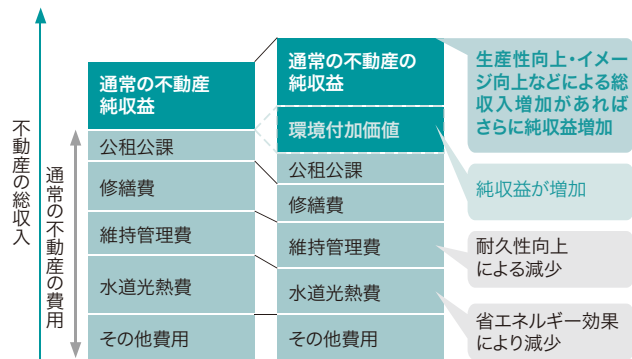 不動産の総収入
通常の不動産の費用
通常の不動産
純収益
公租公課
修繕費
維持管理費
水道光熱費
その他費用
通常の不動産の
純収益
環境付加価値
公租公課
修繕費
維持管理費
水道光熱費
その他費用
生産性向上・イメー
ジ向上などによる総
収入増加があれば
さらに純収益増加
純収益が増加
耐久性向上
による減少
省エネルギー効果
により減少